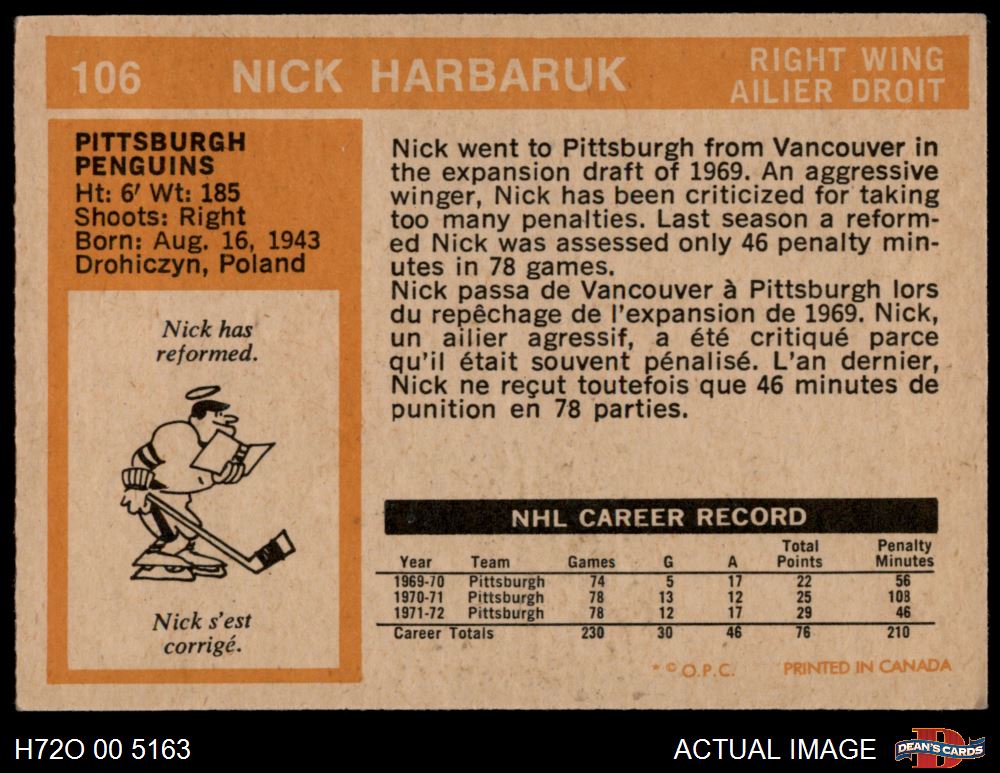 106 NICK HARBARUK RIGHT WING
AILIER DROIT
PITTSBURGH
PENGUINS
Ht: 6' Wt: 185
Shoots: Right
Born: Aug. 16, 1943
Drohiczyn, Poland
Nick has
reformed.
Nick s'est
corrigé.
Nick went to Pittsburgh from Vancouver in
the expansion draft of 1969. An aggressive
winger, Nick has been criticized for taking
too many penalties. Last season a reform-
ed Nick was assessed only 46 penalty min-
utes in 78 games.
Nick passa de Vancouver à Pittsburgh lors
du repêchage de l'expansion de 1969. Nick,
un ailier agressif, a été critiqué parce
qu'il était souvent pénalisé. L'an dernier,
Nick ne reçut toutefois que 46 minutes de
punition en 78 parties.
NHL CAREER RECORD
Total Penalty
Year Team Games G A Points Minutes
1969-70 Pittsburgh 74 5 17 22 56
1970-71 Pittsburgh 78 13 12 25 108
1971-72 Pittsburgh 78 12 17 29 46
Career Totals 230 30 46 76 210
* © O.P.C. PRINTED IN CANADA
H72O 00 5163 ACTUAL IMAGE DEAN'S CARDS